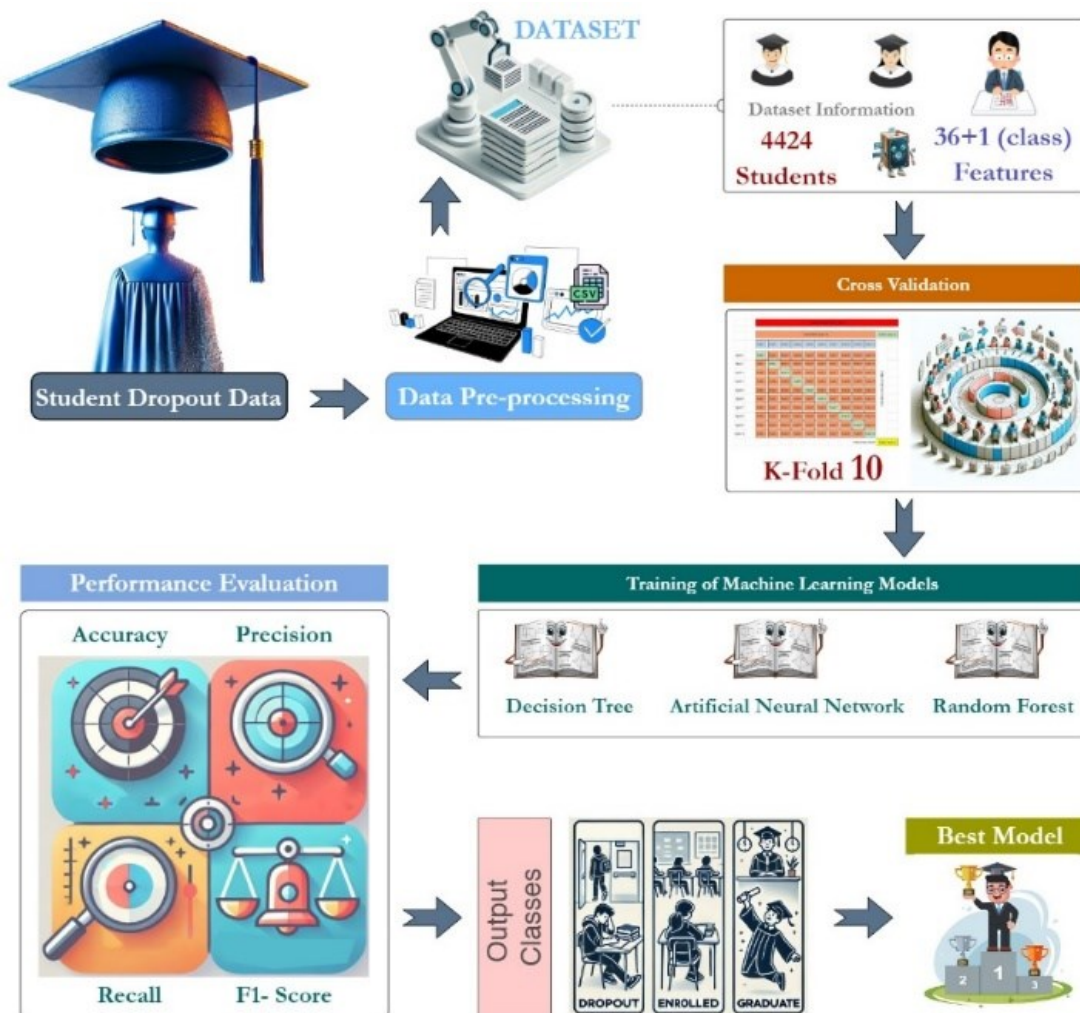 DATASET
Dataset Information
4424
Students
36+1 (class)
Features
Student Dropout Data
CSV
Data Pre-processing
Cross Validation
K-Fold 10
Training of Machine Learning Models
Decision Tree
Artificial Neural Network
Random Forest
Performance Evaluation
Accuracy
Precision
Recall
F1- Score
Output
Classes
DROPOUT
ENROLLED
GRADUATE
Best Model
2
1
3